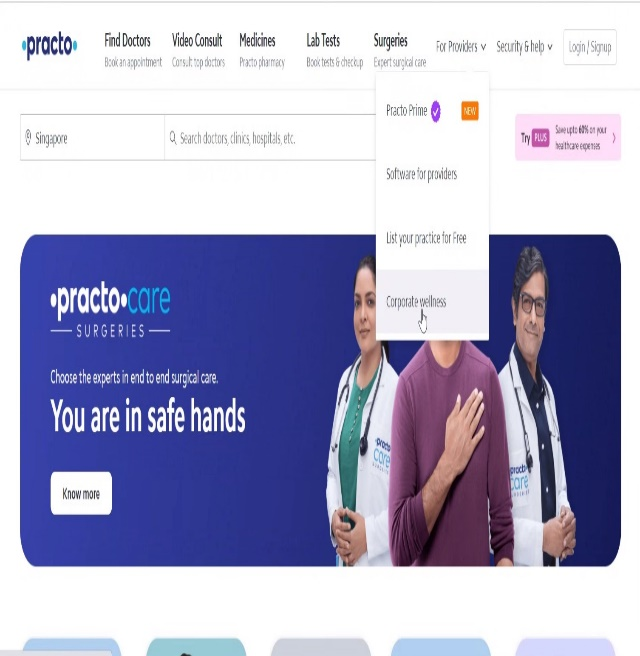 practo
Find Doctors
Book an appointment
Video Consult
Consult top doctors
Medicines
Practo pharmacy
Lab Tests
Book tests & checkup
Surgeries
Expert surgical care
For Providers
Security & help
Login / Signup
Practo Prime
NEW
Software for providers
List your practice for Free
Corporate wellness
Singapore
Search doctors, clinics, hospitals, etc.
Try PLUS
Save upto 60% on your
healthcare expenses
practo care
SURGERIES
Choose the experts in end to end surgical care.
You are in safe hands
Know more
practo
care
SURGERIES
practo
care
SURGERIES